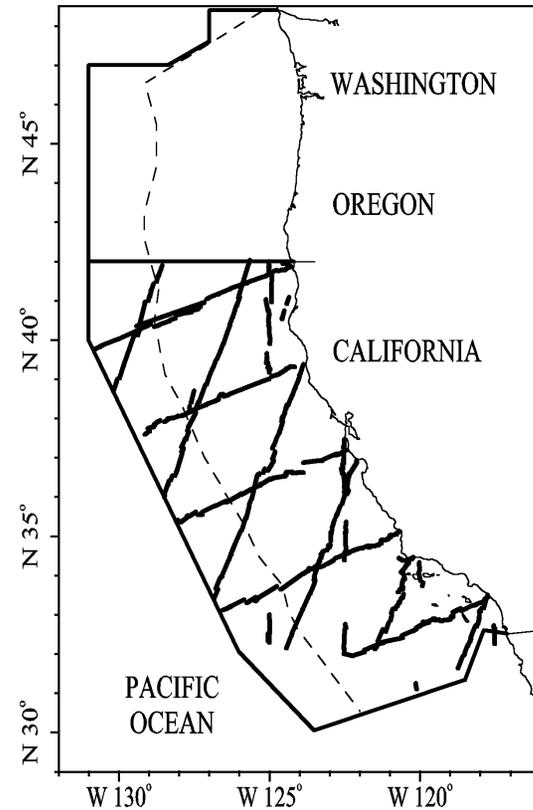 WASHINGTON
N 45°
OREGON
N 40°
CALIFORNIA
N 35°
PACIFIC
OCEAN
N 30°
W 130°
W 125°
W 120°